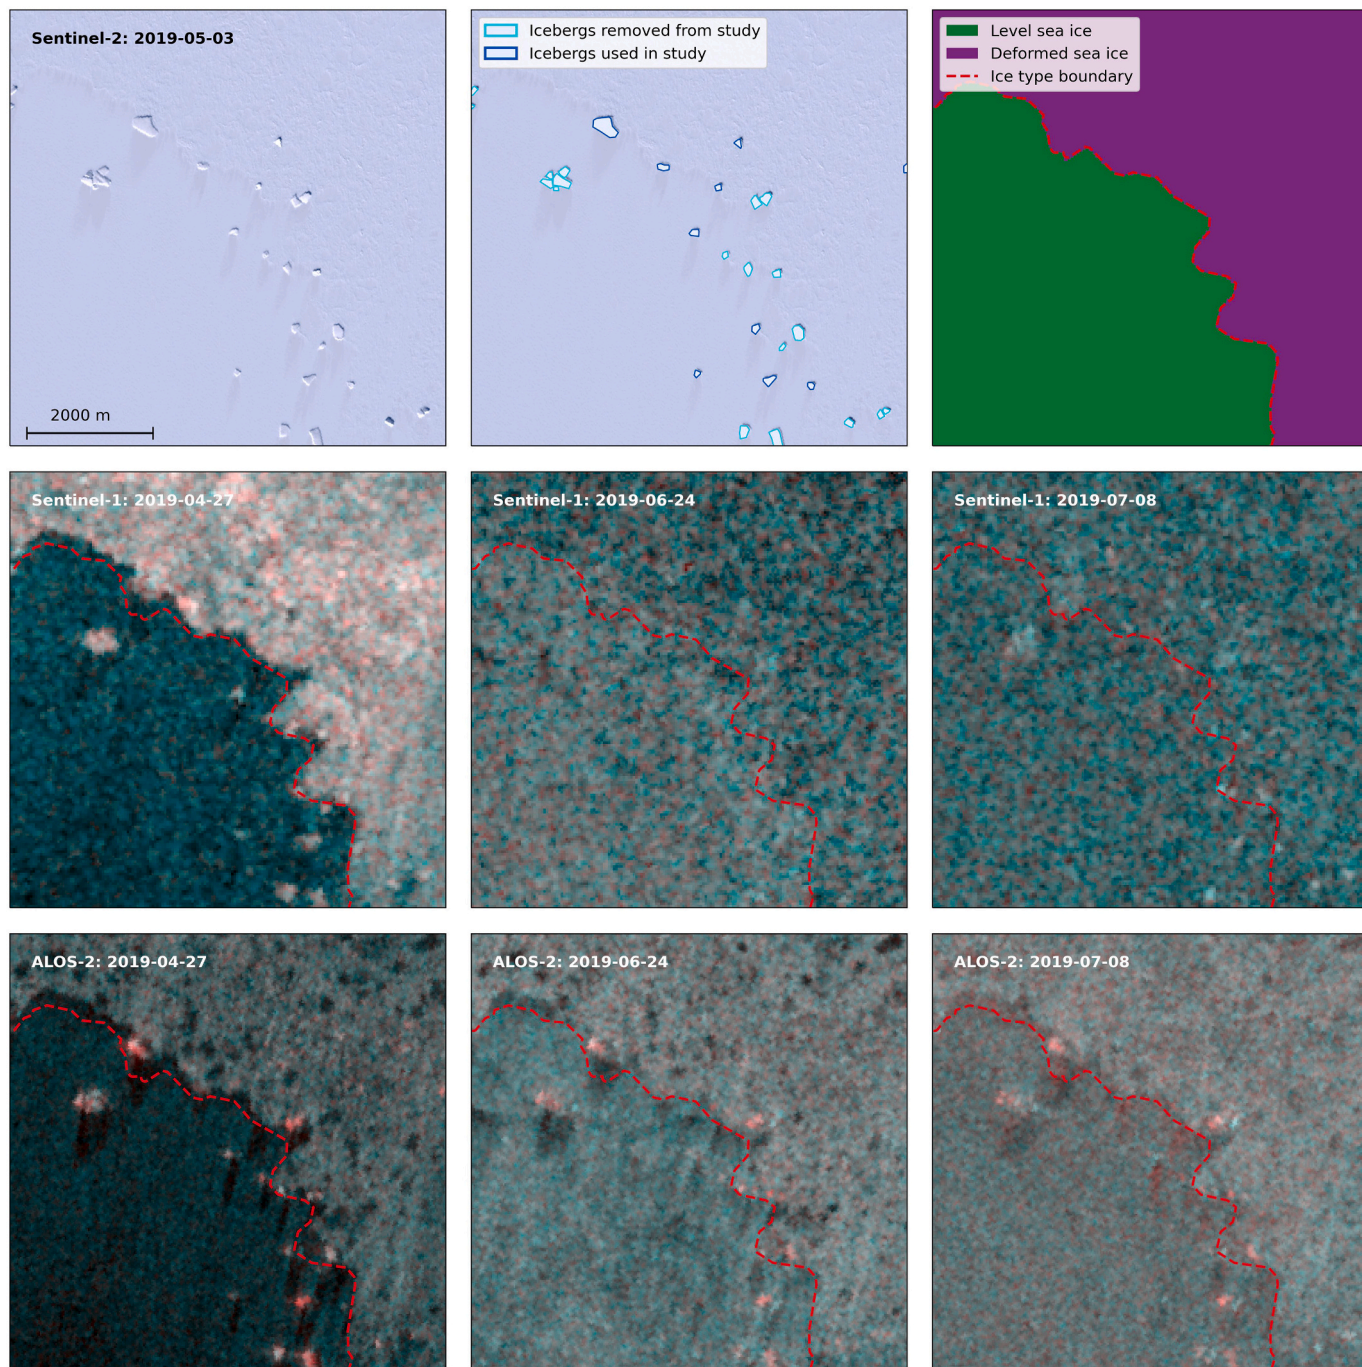 Sentinel-2: 2019-05-03
2000 m
Icebergs removed from study
Icebergs used in study
Level sea ice
Deformed sea ice
Ice type boundary
Sentinel-1: 2019-04-27
Sentinel-1: 2019-06-24
Sentinel-1: 2019-07-08
ALOS-2: 2019-04-27
ALOS-2: 2019-06-24
ALOS-2: 2019-07-08